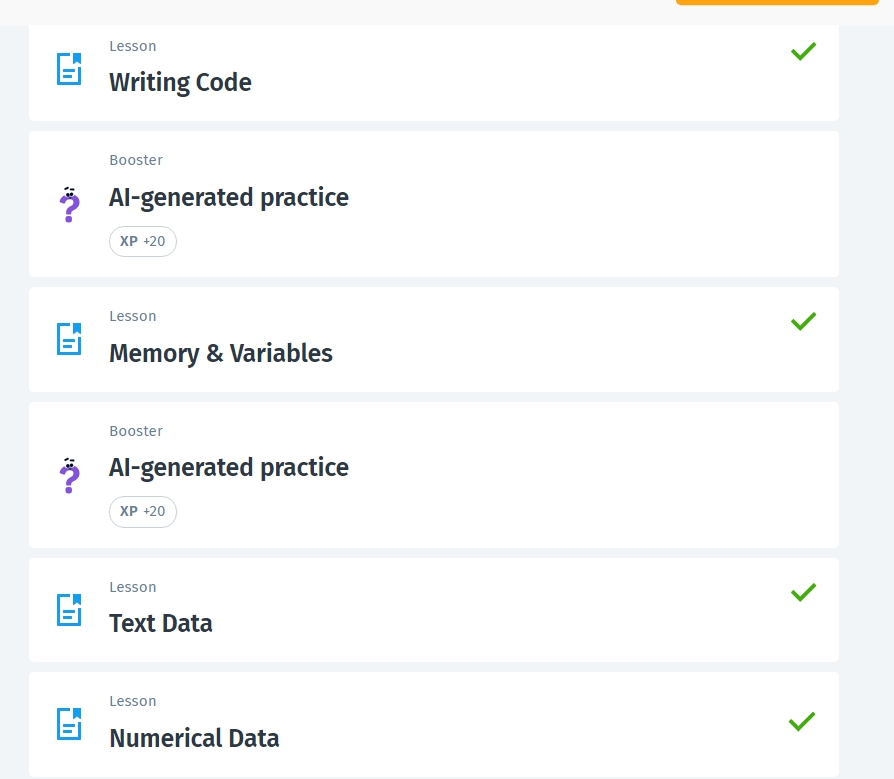 Lesson
Writing Code
Booster
AI-generated practice
XP +20
Lesson
Memory & Variables
Booster
AI-generated practice
XP +20
Lesson
Text Data
Lesson
Numerical Data